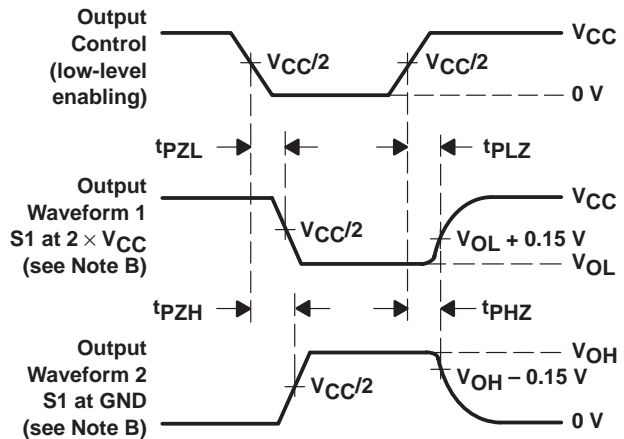 Output
Control
(low-level
enabling)
VCC/2
VCC/2
VCC
0 V
tPZL
tPLZ
Output
Waveform 1
S1 at 2 × VCC
(see Note B)
VCC/2
VCC
VOL + 0.15 V
VOL
tPZH
tPHZ
Output
Waveform 2
S1 at GND
(see Note B)
VCC/2
VOH
VOH – 0.15 V
0 V